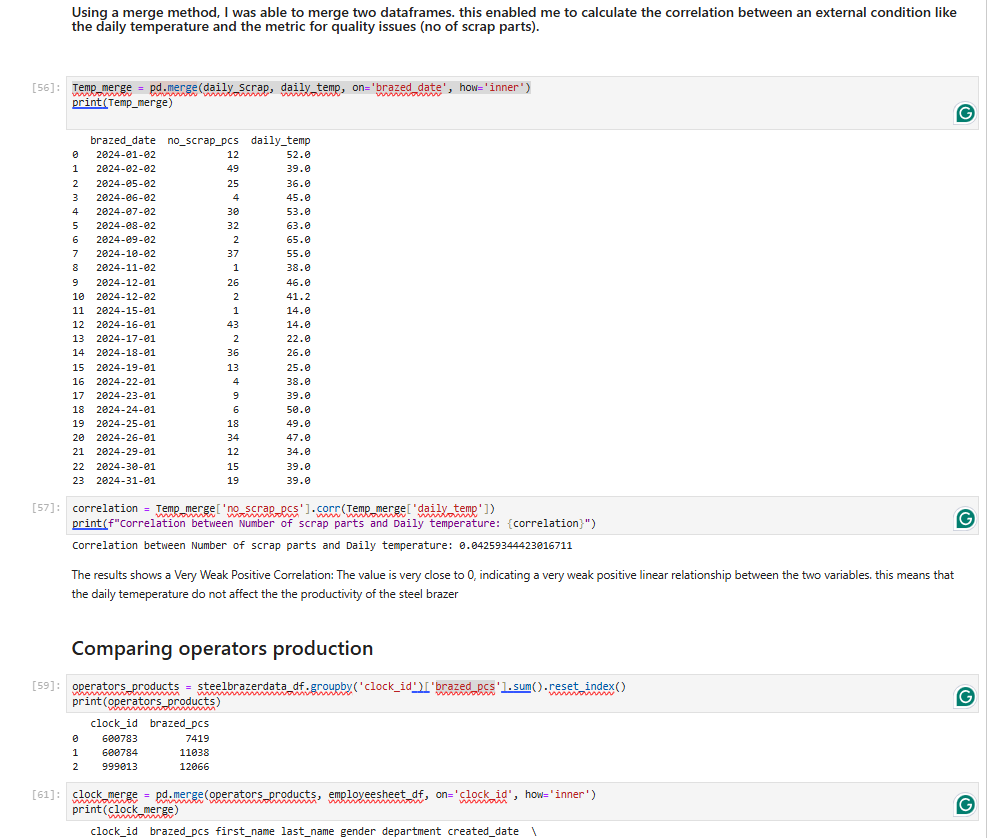 Using a merge method, I was able to merge two dataframes. this enabled me to calculate the correlation between an external condition like
the daily temperature and the metric for quality issues (no of scrap parts).
[56]: Temp_merge = pd.merge(daily_Scrap, daily_temp, on='brazed_date', how='inner')
print(Temp_merge)
brazed_date no_scrap_pcs daily_temp
0 2024-01-02 12 52.0
1 2024-02-02 49 39.0
2 2024-05-02 25 36.0
3 2024-06-02 4 45.0
4 2024-07-02 30 53.0
5 2024-08-02 32 63.0
6 2024-09-02 2 65.0
7 2024-10-02 37 55.0
8 2024-11-02 1 38.0
9 2024-12-01 26 46.0
10 2024-12-02 2 41.2
11 2024-15-01 1 14.0
12 2024-16-01 43 14.0
13 2024-17-01 2 22.0
14 2024-18-01 36 26.0
15 2024-19-01 13 25.0
16 2024-22-01 4 38.0
17 2024-23-01 9 39.0
18 2024-24-01 6 50.0
19 2024-25-01 18 49.0
20 2024-26-01 34 47.0
21 2024-29-01 12 34.0
22 2024-30-01 15 39.0
23 2024-31-01 19 39.0
[57]: correlation = Temp_merge['no_scrap_pcs'].corr(Temp_merge['daily_temp'])
print(f"Correlation between Number of scrap parts and Daily temperature: {correlation}")
Correlation between Number of scrap parts and Daily temperature: 0.04259344423016711
The results shows a Very Weak Positive Correlation: The value is very close to 0, indicating a very weak positive linear relationship between the two variables. this means that
the daily temeperature do not affect the the productivity of the steel brazer
Comparing operators production
[59]: operators_products = steelbrazerdata_df.groupby('clock_id')['brazed_pcs'].sum().reset_index()
print(operators_products)
clock_id brazed_pcs
0 600783 7419
1 600784 11038
2 999013 12066
[61]: clock_merge = pd.merge(operators_products, employeesheet_df, on='clock_id', how='inner')
print(clock_merge)
clock_id brazed_pcs first_name last_name gender department created_date \